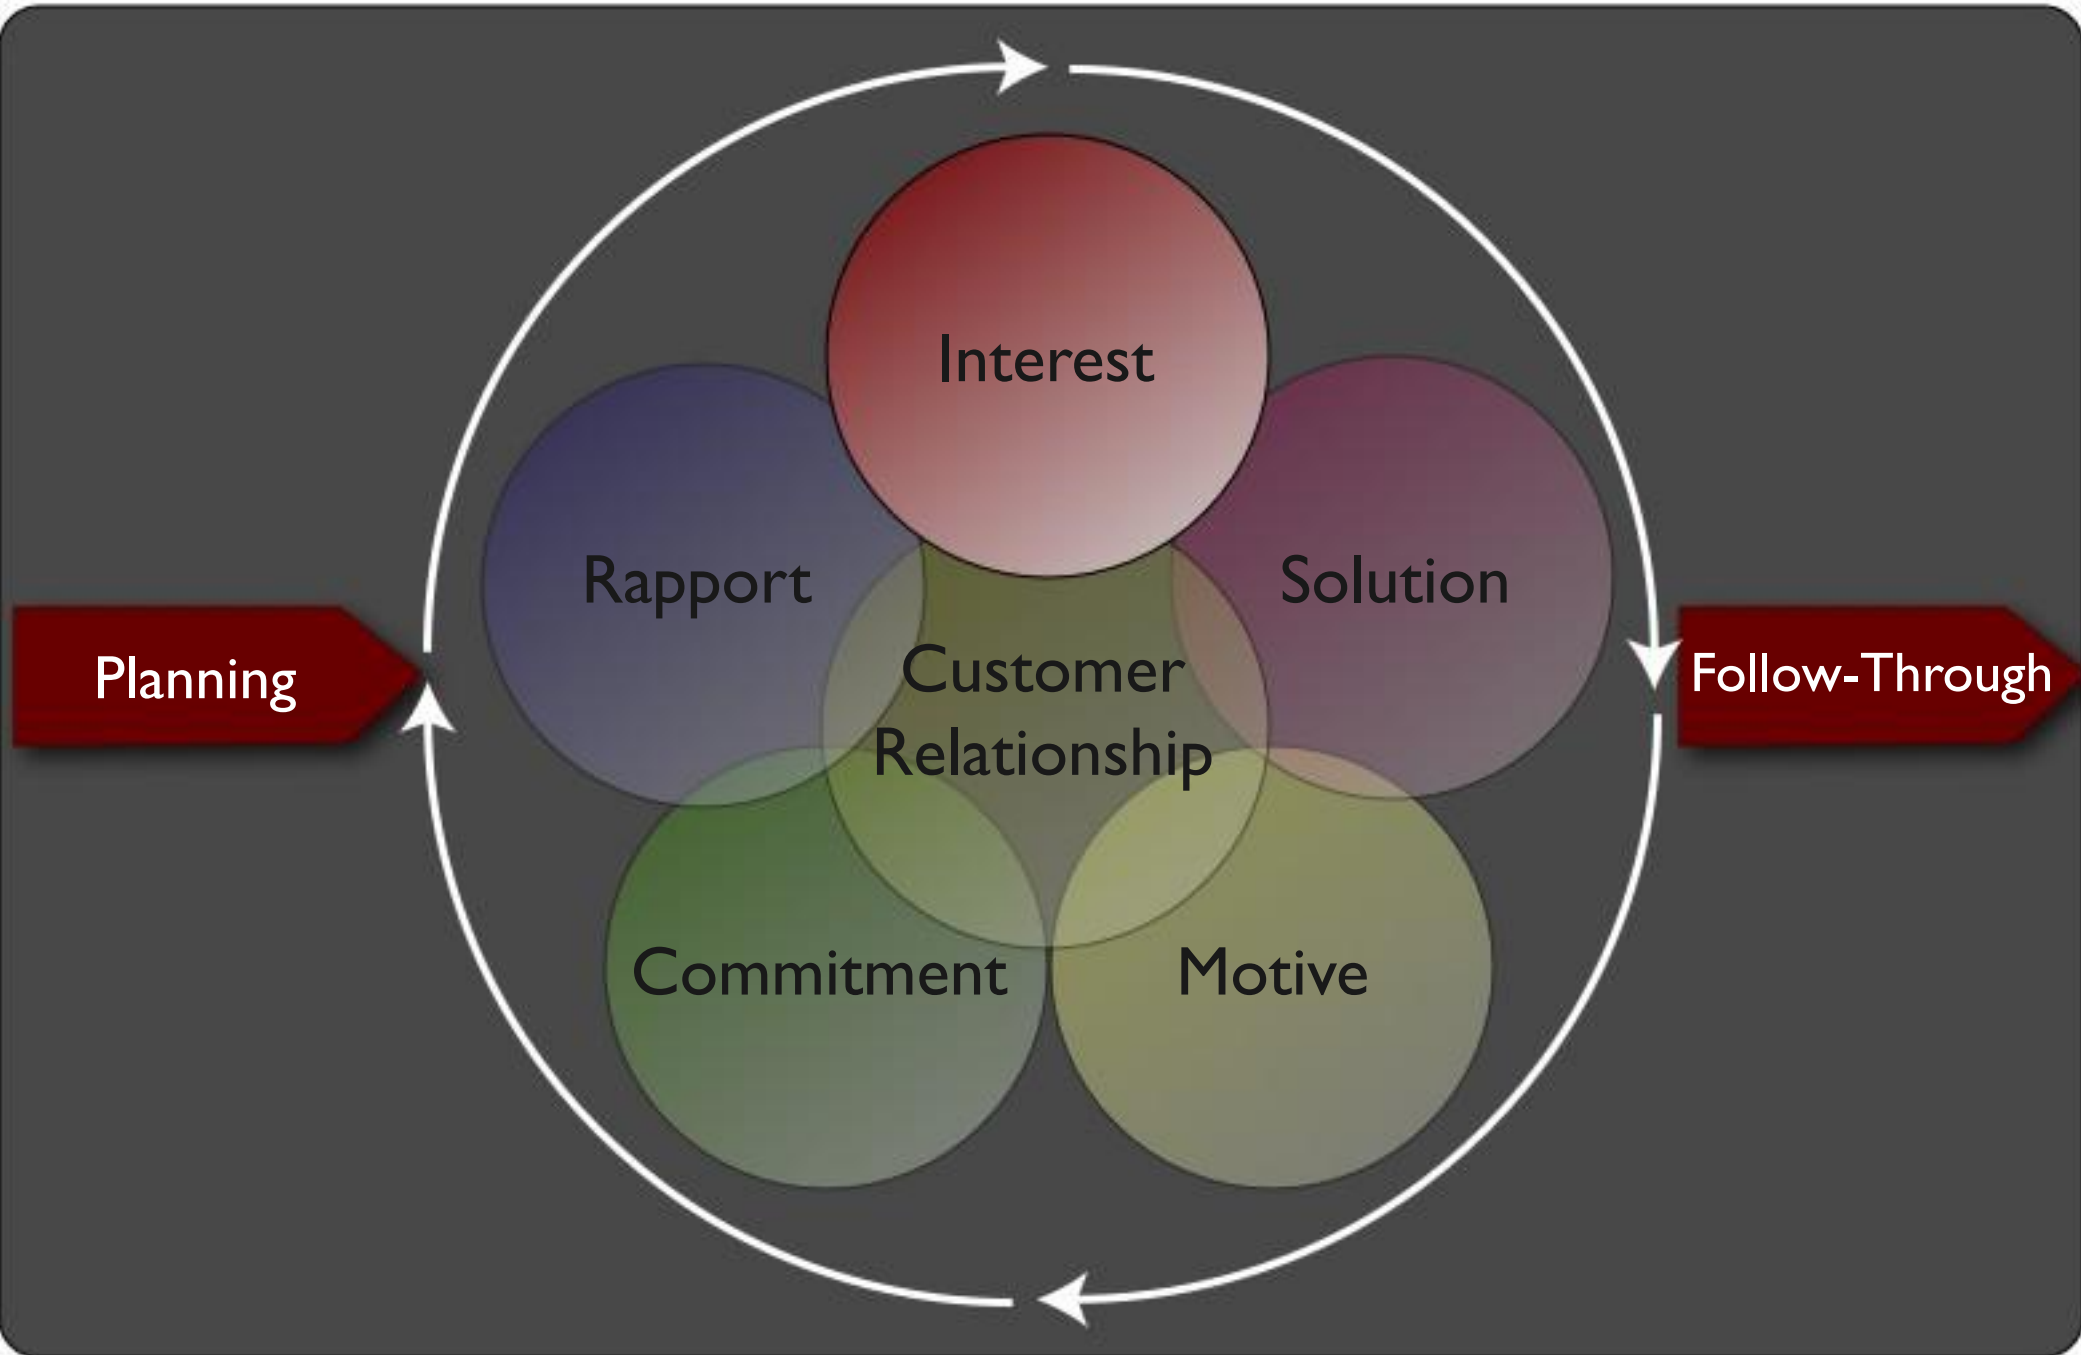 Interest
Rapport
Solution
Customer
Relationship
Planning
Follow-Through
Commitment
Motive